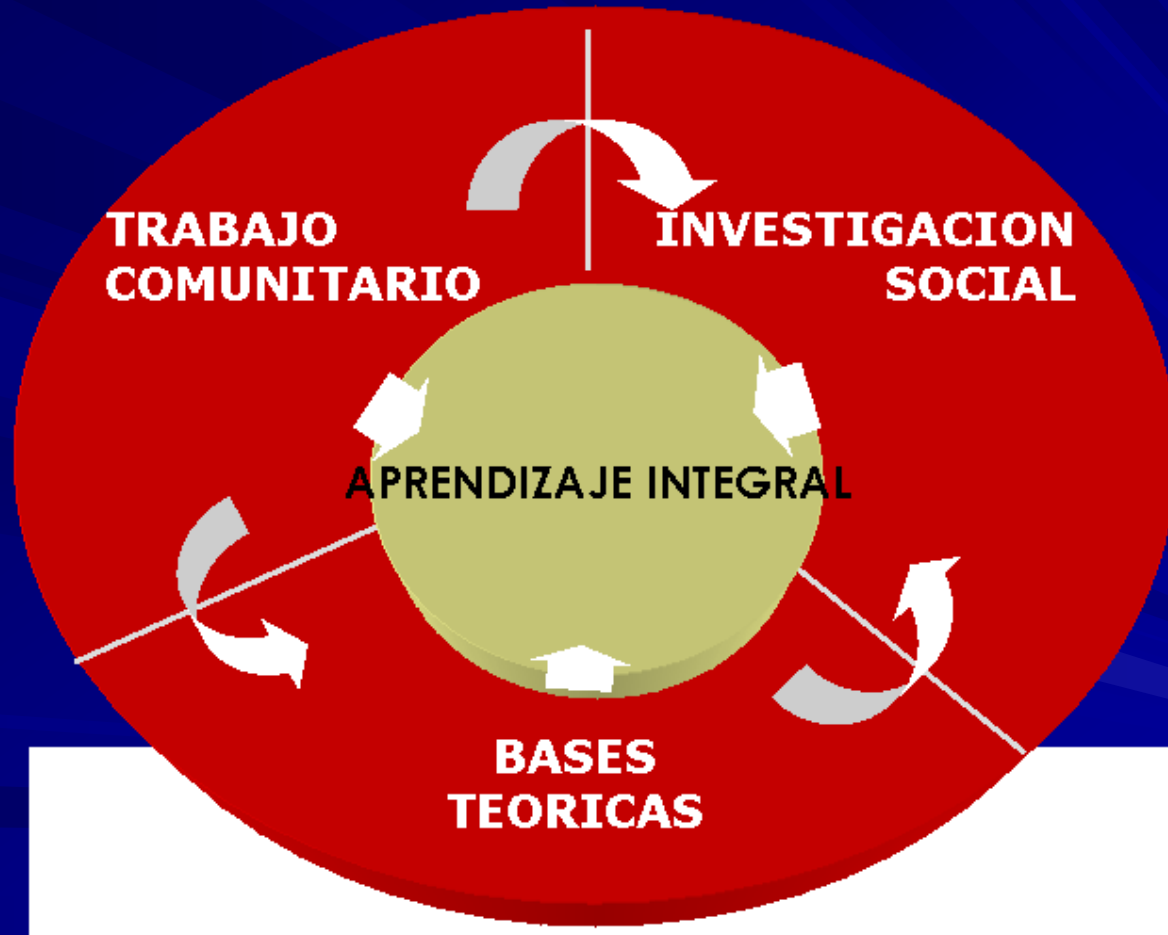 TRABAJO
COMUNITARIO
INVESTIGACION
SOCIAL
APRENDIZAJE INTEGRAL
BASES
TEORICAS